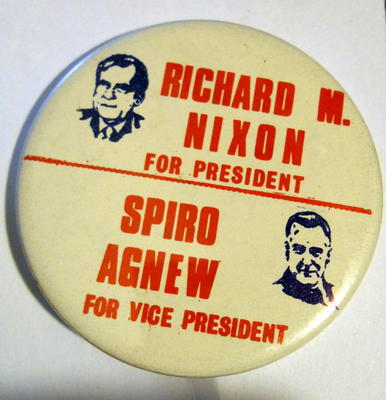 RICHARD M.
NIXON
FOR PRESIDENT
SPIRO
AGNEW
FOR VICE PRESIDENT